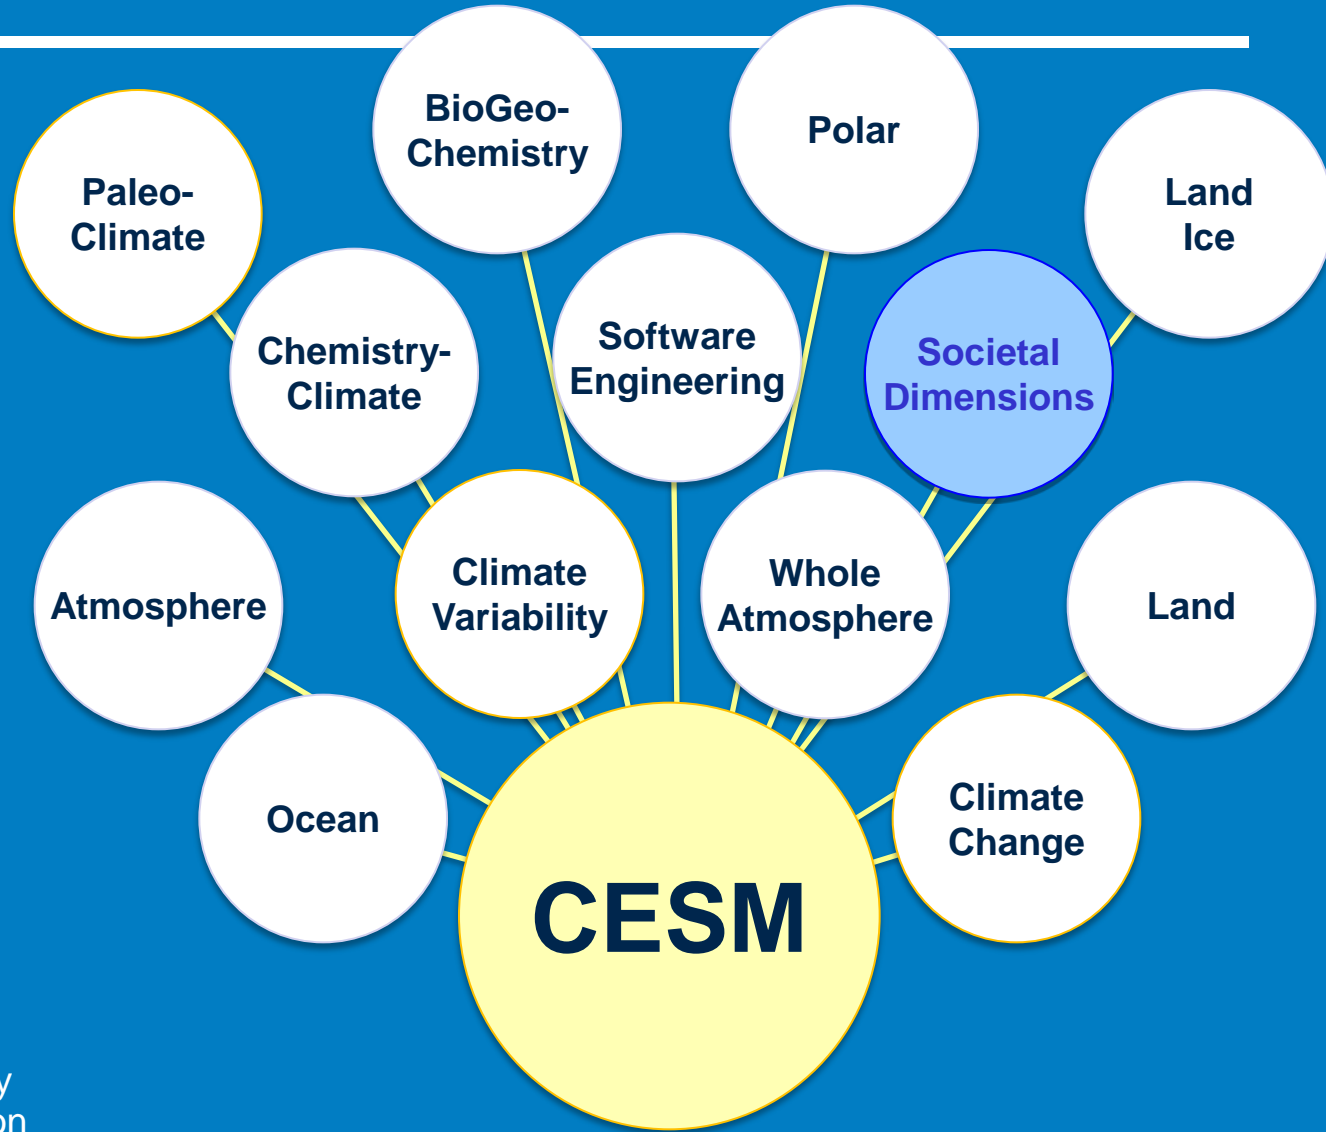 BioGeo-
Chemistry
Polar
Paleo-
Climate
Land
Ice
Chemistry-
Climate
Software
Engineering
Societal
Dimensions
Atmosphere
Climate
Variability
Whole
Atmosphere
Land
Ocean
Climate
Change
CESM